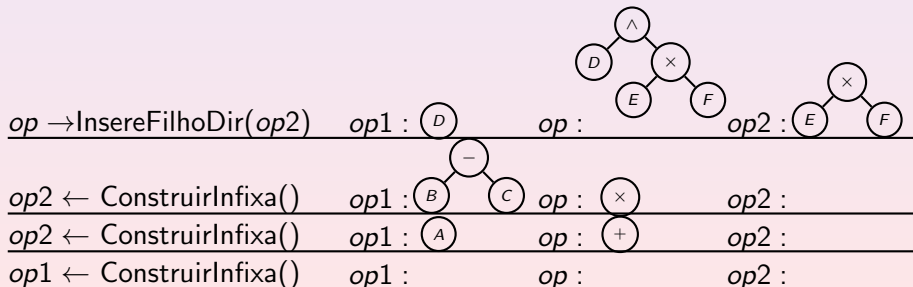 ∧
D ×
E F ×
op →InsereFilhoDir(op2) op1 : D op : op2 : E F
−
op2 ← ConstruirInfixa() op1 : B C op : × op2 :
op2 ← ConstruirInfixa() op1 : A op : + op2 :
op1 ← ConstruirInfixa() op1 : op : op2 :